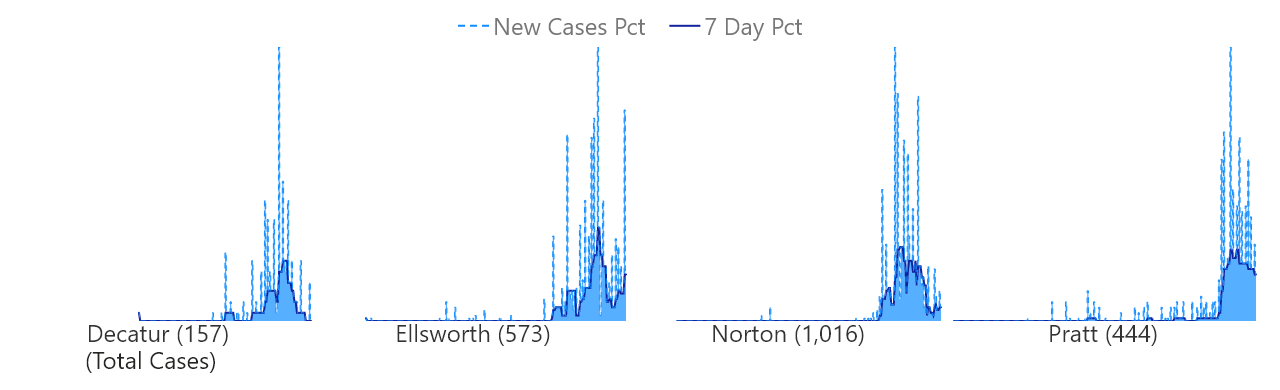 New Cases Pct 7 Day Pct
Decatur (157) Ellsworth (573) Norton (1,016) Pratt (444)
(Total Cases)